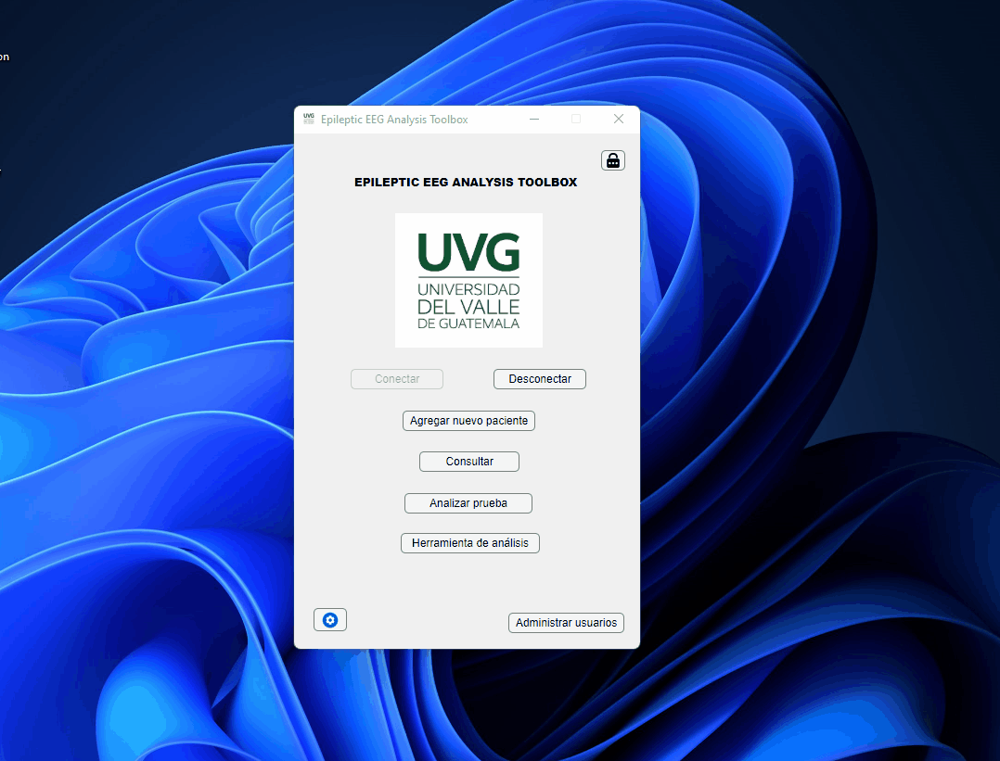 on
UVG Epileptic EEG Analysis Toolbox
EPILEPTIC EEG ANALYSIS TOOLBOX
UVG
UNIVERSIDAD
DEL VALLE
DE GUATEMALA
Conectar Desconectar
Agregar nuevo paciente
Consultar
Analizar prueba
Herramienta de análisis
Administrar usuarios